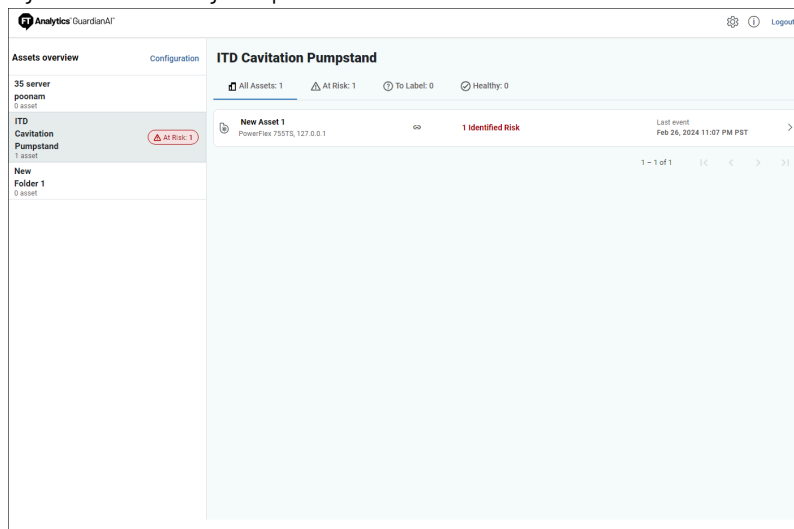 FT Analytics® GuardianAI™
Logout
Assets overview
Configuration
35 server
poonam
0 asset
ITD
Cavitation
Pumpstand
1 asset
At Risk: 1
New
Folder 1
0 asset
ITD Cavitation Pumpstand
All Assets: 1
At Risk: 1
To Label: 0
Healthy: 0
New Asset 1
PowerFlex 755TS, 127.0.0.1
1 Identified Risk
Last event
Feb 26, 2024 11:07 PM PST
1 – 1 of 1